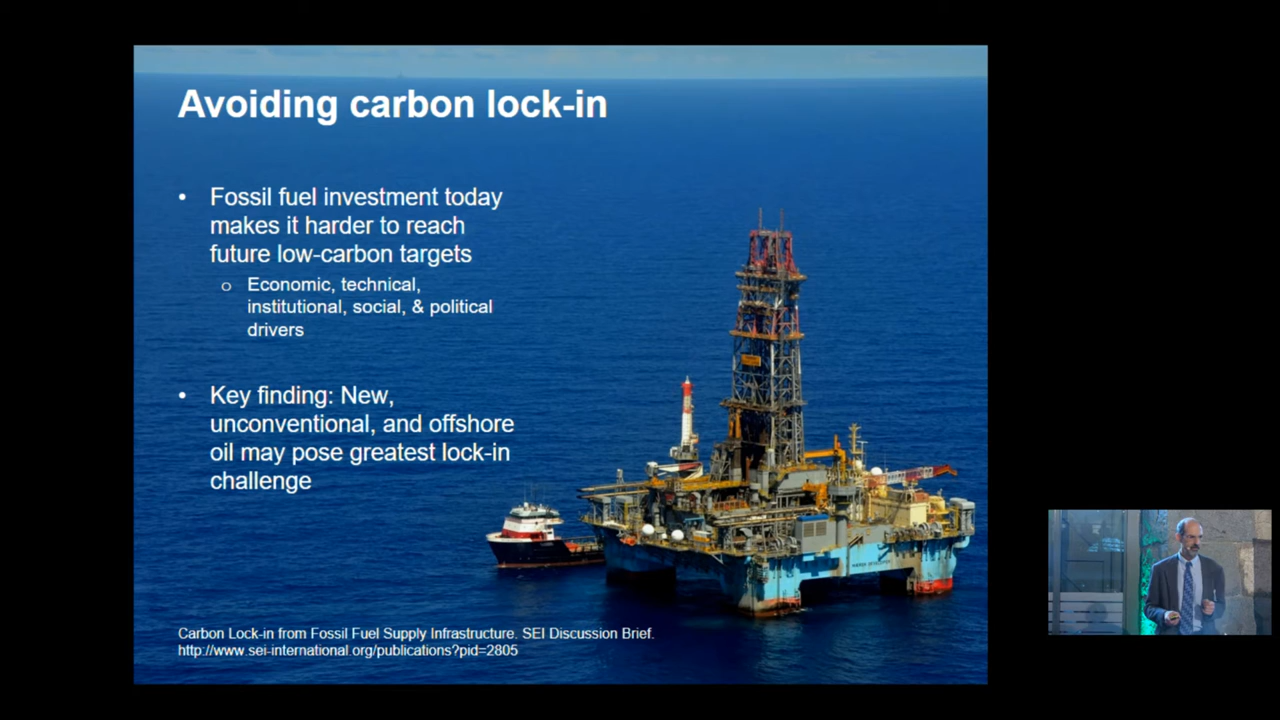 Avoiding carbon lock-in
• Fossil fuel investment today
makes it harder to reach
future low-carbon targets
o Economic, technical,
institutional, social, & political
drivers
• Key finding: New,
unconventional, and offshore
oil may pose greatest lock-in
challenge
Carbon Lock-in from Fossil Fuel Supply Infrastructure. SEI Discussion Brief.
http://www.sei-international.org/publications?pid=2805